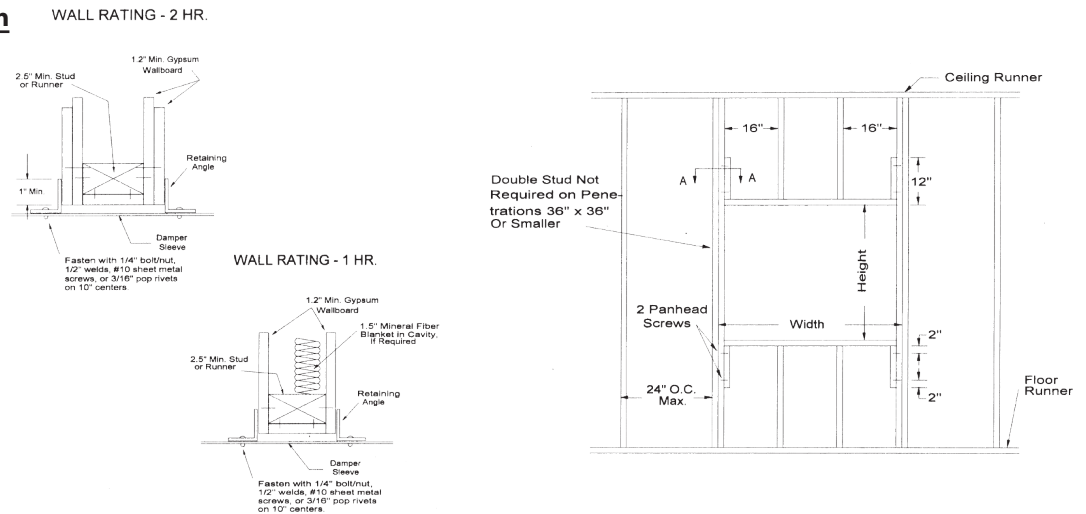 WALL RATING - 2 HR.
1.2" Min. Gypsum
Wallboard
2.5" Min. Stud
or Runner
Retaining
Angle
1" Min.
Damper
Sleeve
Fasten with 1/4" bolt/nut,
1/2" welds, #10 sheet metal
screws, or 3/16" pop rivets
on 10" centers.
WALL RATING - 1 HR.
1.2" Min. Gypsum
Wallboard
1.5" Mineral Fiber
Blanket in Cavity,
If Required
2.5" Min. Stud
or Runner
Retaining
Angle
Damper
Sleeve
Fasten with 1/4" bolt/nut,
1/2" welds, #10 sheet metal
screws, or 3/16" pop rivets
on 10" centers.
Ceiling Runner
16"
16"
A
A
12"
Double Stud Not
Required on Pene-
trations 36" x 36"
Or Smaller
Height
2 Panhead
Screws
Width
2"
24" O.C.
Max.
2"
Floor
Runner